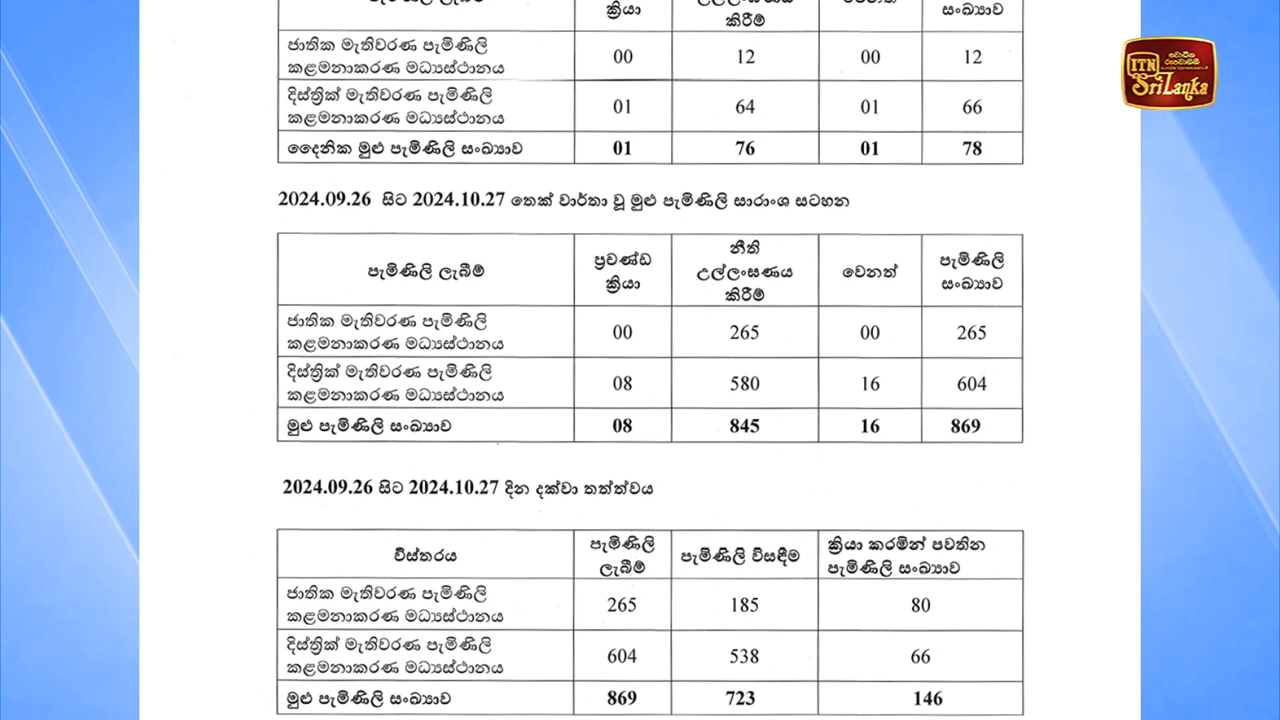 ක්‍රියා
කිරීම්
සංඛ්‍යාව
ජාතික මැතිවරණ පැමිණිලි
කළමනාකරණ මධ්‍යස්ථානය
00 12 00 12
දිස්ත්‍රික් මැතිවරණ පැමිණිලි
කළමනාකරණ මධ්‍යස්ථානය
01 64 01 66
දෛනික මුළු පැමිණිලි සංඛ්‍යාව 01 76 01 78
2024.09.26 සිට 2024.10.27 තෙක් වාර්තා වූ මුළු පැමිණිලි සාරාංශ සටහන
පැමිණිලි ලැබීම්
ප්‍රචණ්ඩ
ක්‍රියා
නීති
උල්ලංඝණය
කිරීම්
වෙනත්
පැමිණිලි
සංඛ්‍යාව
ජාතික මැතිවරණ පැමිණිලි
කළමනාකරණ මධ්‍යස්ථානය
00 265 00 265
දිස්ත්‍රික් මැතිවරණ පැමිණිලි
කළමනාකරණ මධ්‍යස්ථානය
08 580 16 604
මුළු පැමිණිලි සංඛ්‍යාව 08 845 16 869
2024.09.26 සිට 2024.10.27 දින දක්වා තත්ත්වය
විස්තරය
පැමිණිලි
ලැබීම්
පැමිණිලි විසඳීම
ක්‍රියා කරමින් පවතින
පැමිණිලි සංඛ්‍යාව
ජාතික මැතිවරණ පැමිණිලි
කළමනාකරණ මධ්‍යස්ථානය
265 185 80
දිස්ත්‍රික් මැතිවරණ පැමිණිලි
කළමනාකරණ මධ්‍යස්ථානය
604 538 66
මුළු පැමිණිලි සංඛ්‍යාව 869 723 146
ITN
Sri Lanka